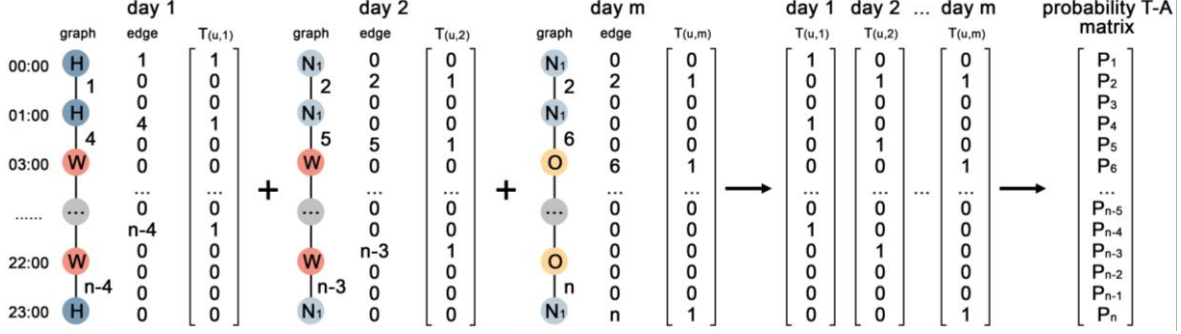 day 1 day 2 day m day 1 day 2 ... day m probability T-A
matrix
graph edge T(u,1) graph edge T(u,2) graph edge T(u,m) T(u,1) T(u,2) T(u,m)
00:00 H 1 1 N1 0 0 N1 0 0 1 0 0 P1
1 0 0 2 2 1 2 2 1 0 1 1 P2
01:00 H 0 0 N1 0 0 N1 0 0 0 0 0 P3
4 1 0 0 0 0 1 0 0 P4
4 0 0 5 5 1 6 0 0 0 1 0 P5
03:00 W 0 0 W 0 0 O 6 1 0 0 1 P6
... ... + ... ... + ... ... ... ... ... ... ...
...... ... 0 0 ... 0 0 ... 0 0 0 0 0 Pn-5
n-4 1 0 0 0 0 1 0 0 Pn-4
22:00 W 0 0 W n-3 1 O 0 0 0 1 0 Pn-3
0 0 0 0 0 0 0 0 0 Pn-2
n-4 0 0 n-3 0 0 n 0 0 0 0 0 Pn-1
23:00 H 0 0 N1 0 0 N1 n 1 0 0 1 Pn